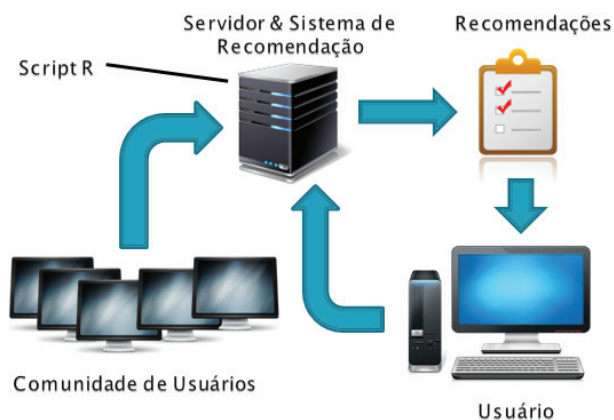 Servidor & Sistema de
Recomendação
Recomendações
Script R
Comunidade de Usuários
Usuário